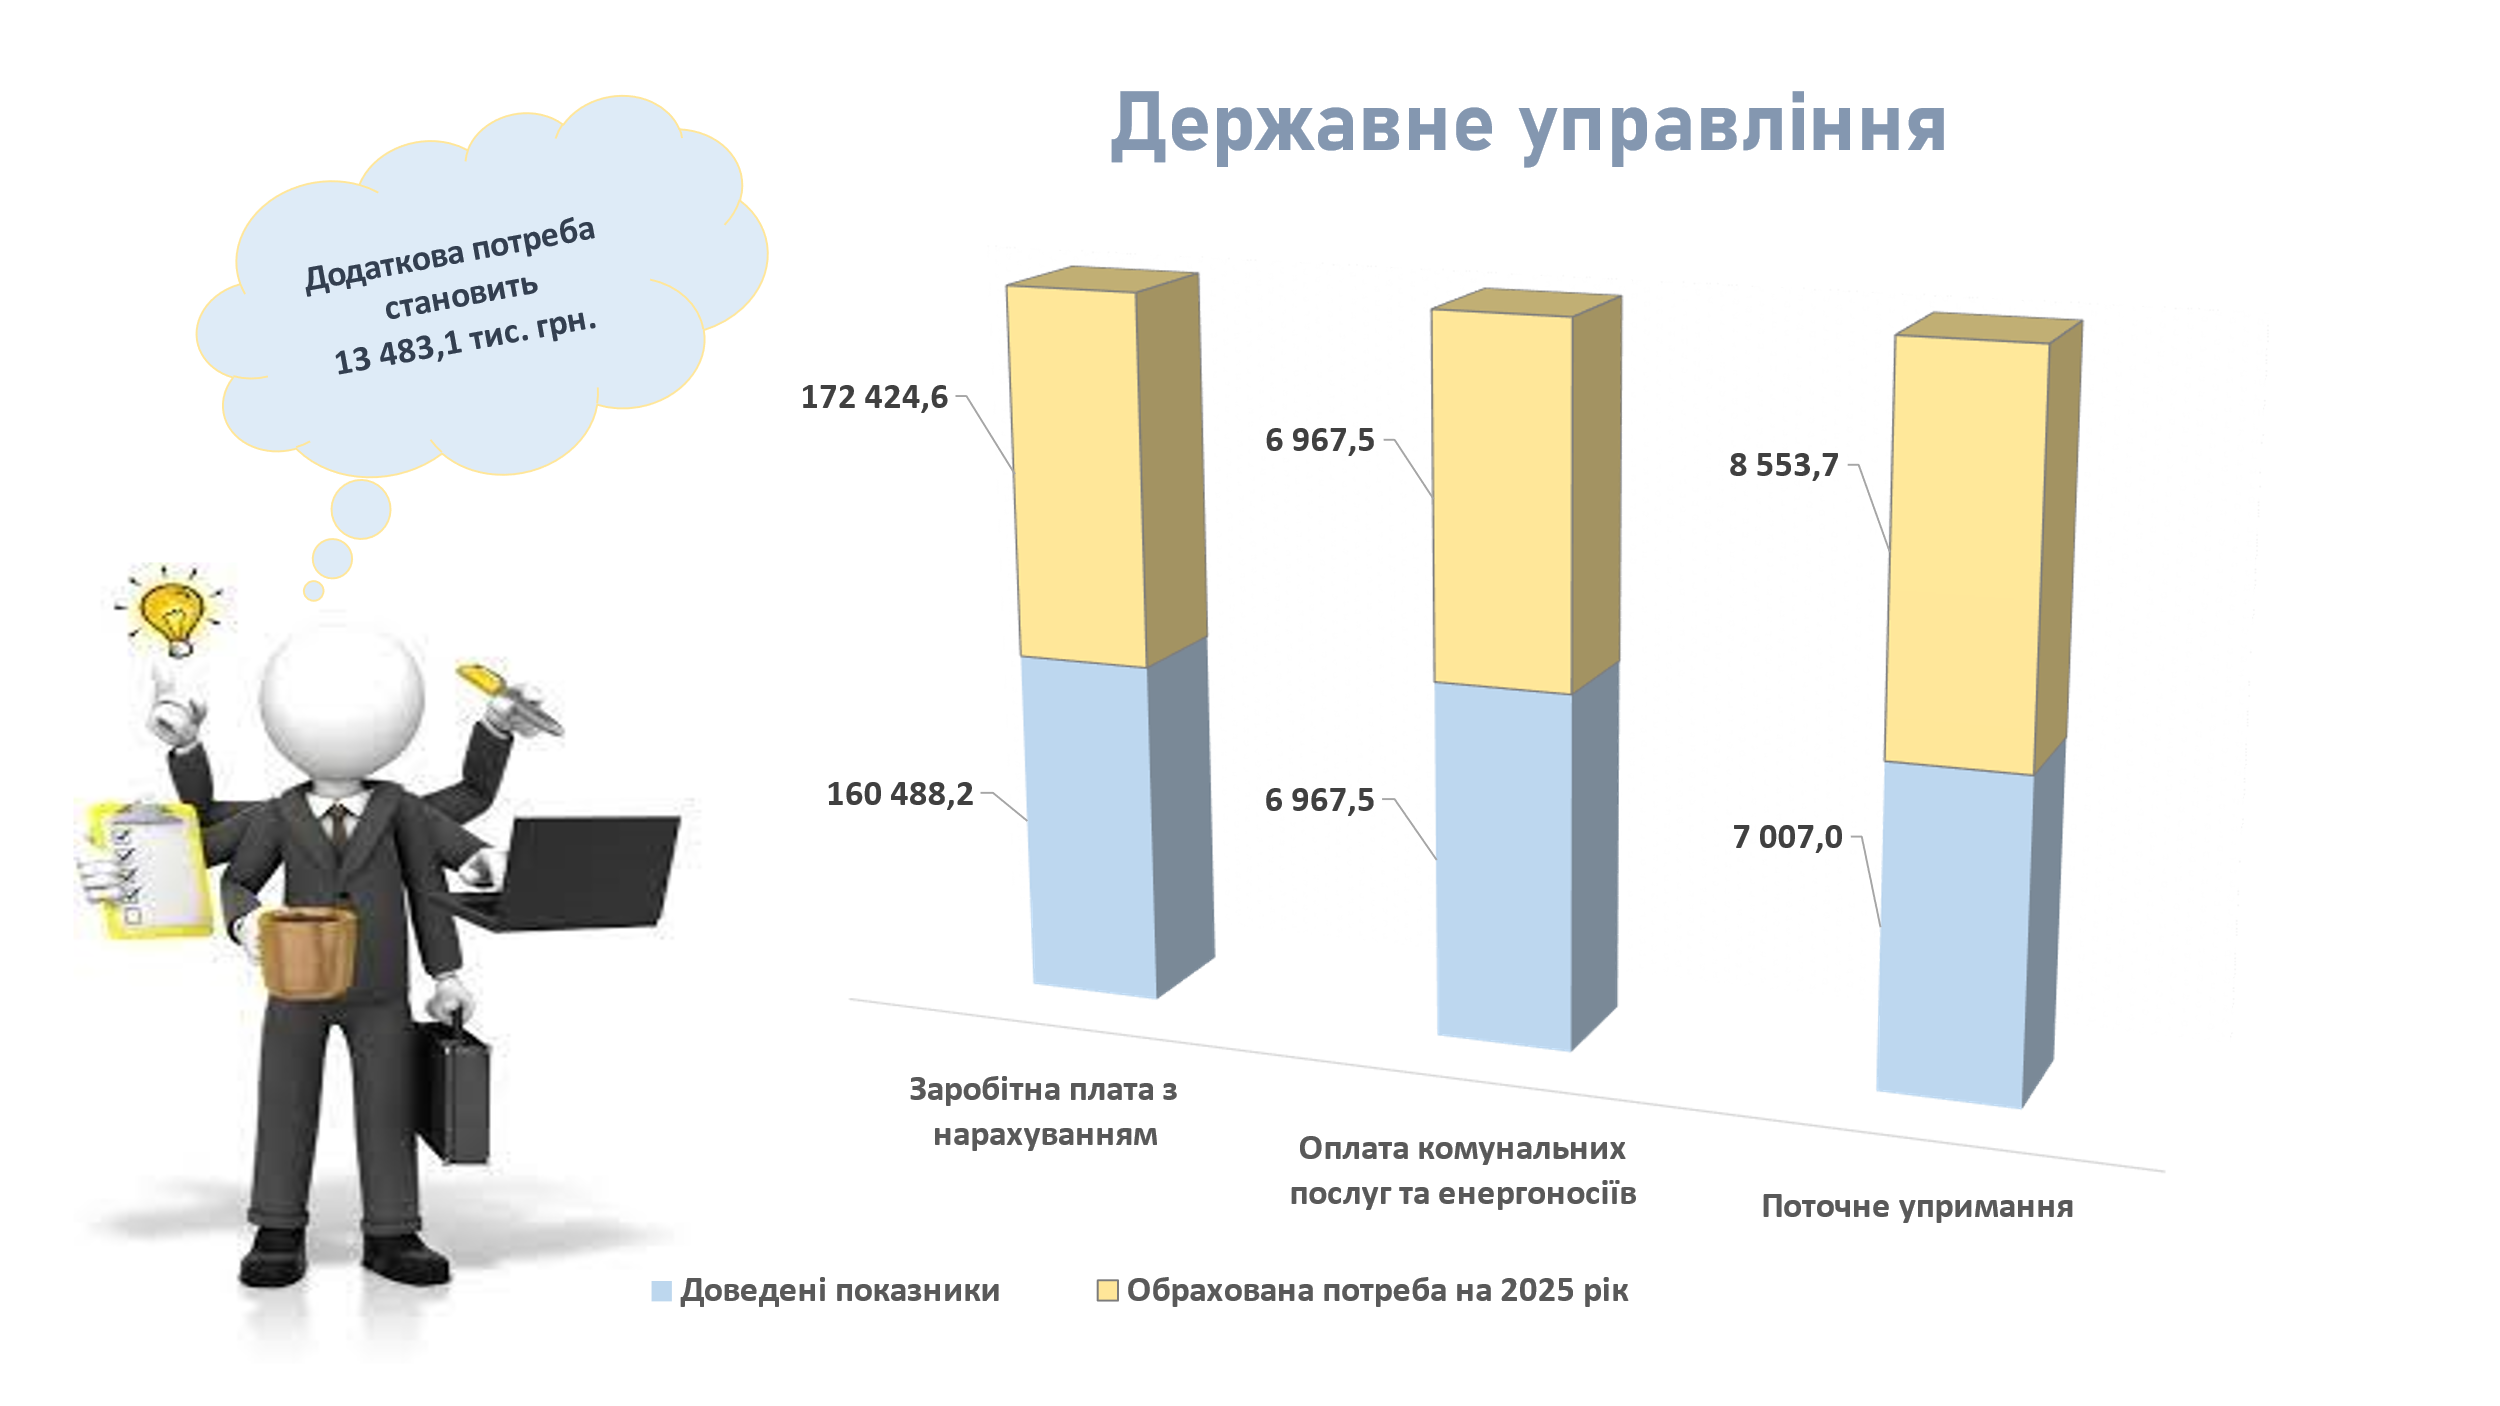 Державне управління
Додаткова потреба
становить
13 483,1 тис. грн.
172 424,6
6 967,5
8 553,7
160 488,2
6 967,5
7 007,0
Заробітна плата з
нарахуванням
Оплата комунальних
послуг та енергоносіїв
Поточне упримання
Доведені показники
Обрахована потреба на 2025 рік